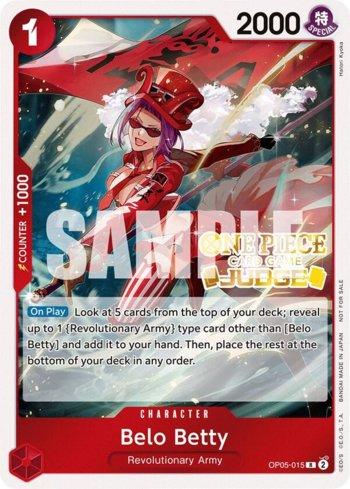 1
2000
特
SPECIAL
Hatori Kyoka
COUNTER +1000
SAMPLE
ONE PIECE
CARD GAME
JUDGE
On Play Look at 5 cards from the top of your deck; reveal
up to 1 {Revolutionary Army} type card other than [Belo
Betty] and add it to your hand. Then, place the rest at the
bottom of your deck in any order.
CHARACTER
Belo Betty
Revolutionary Army
OP05-015 R 2
©E.O/S ©E.O./S., T.A. BANDAI MADE IN JAPAN NOT FOR SALE